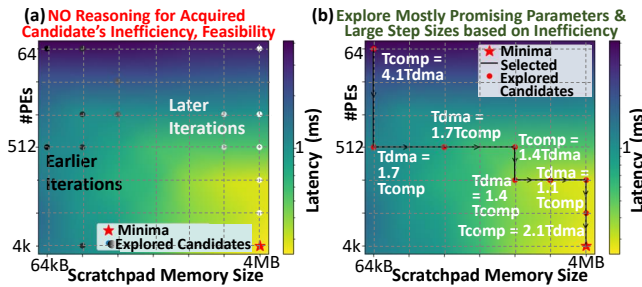 (a) NO Reasoning for Acquired
Candidate's Inefficiency, Feasibility
64
#PEs
512
4k
Later
Iterations
Earlier
Iterations
Minima
Explored Candidates
64kB
4MB
Scratchpad Memory Size
1
Latency (ms)
(b) Explore Mostly Promising Parameters &
Large Step Sizes based on Inefficiency
64
#PEs
512
4k
Minima
Selected
Explored
Candidates
Tcomp =
4.1Tdma
Tdma =
1.7Tcomp
Tcomp =
1.4Tdma
Tdma =
1.7
Tcomp
Tdma
= 1.4
Tcomp
Tdma =
1.1
Tcomp
Tcomp = 2.1Tdma
64kB
4MB
Scratchpad Memory Size
1
Latency (ms)